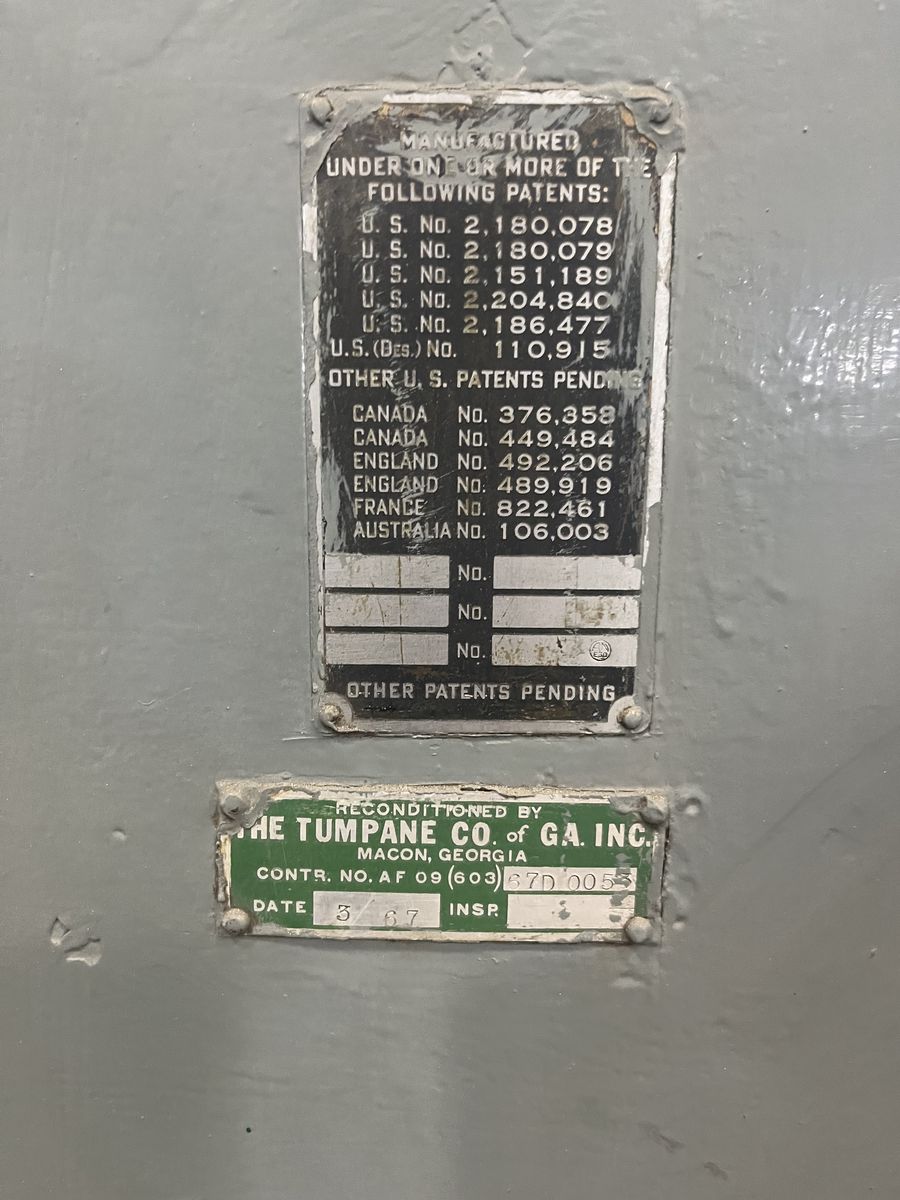 MANUFACTURED
UNDER ONE OR MORE OF THE
FOLLOWING PATENTS:
U. S. No. 2,180,078
U. S. No. 2,180,079
U. S. No. 2,151,189
U. S. No. 2,204,840
U. S. No. 2,186,477
U.S. (DES.) No. 110,915
OTHER U. S. PATENTS PENDING
CANADA No. 376,358
CANADA No. 449,484
ENGLAND No. 492,206
ENGLAND No. 489,919
FRANCE No. 822,461
AUSTRALIA No. 106,003
No.
No.
No.
OTHER PATENTS PENDING
RECONDITIONED BY
THE TUMPANE CO. of GA. INC.
MACON, GEORGIA
CONTR. NO. AF 09 (603) 67D 0053
DATE 3 67 INSP.